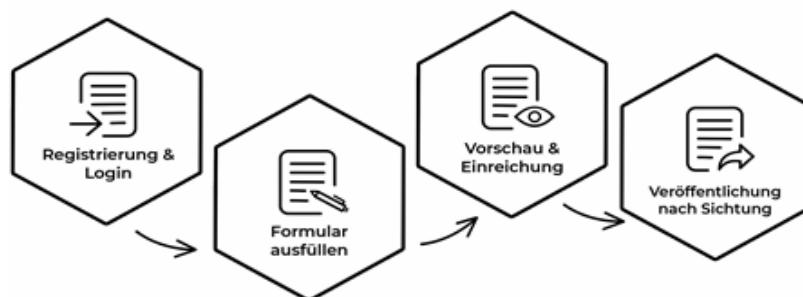 Registrierung &
Login
Formular
ausfüllen
Vorschau &
Einreichung
Veröffentlichung
nach Sichtung